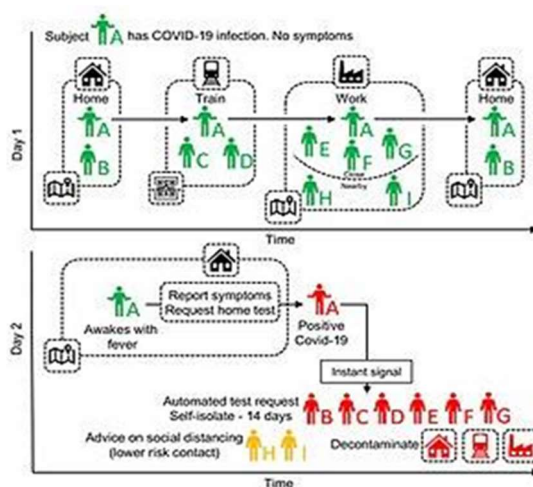 Subject A has COVID-19 infection. No symptoms
Home
Train
Work
Home
A
A
A
A
B
C
D
E
F
G
B
Close
Nearby
H
I
Day 1
Time
A
Report symptoms
Request home test
A
Awakes with
fever
Positive
Covid-19
Day 2
Instant signal
Automated test request
Self-isolate - 14 days
B C D E F G
Advice on social distancing
(lower risk contact)
H I
Decontaminate
Time